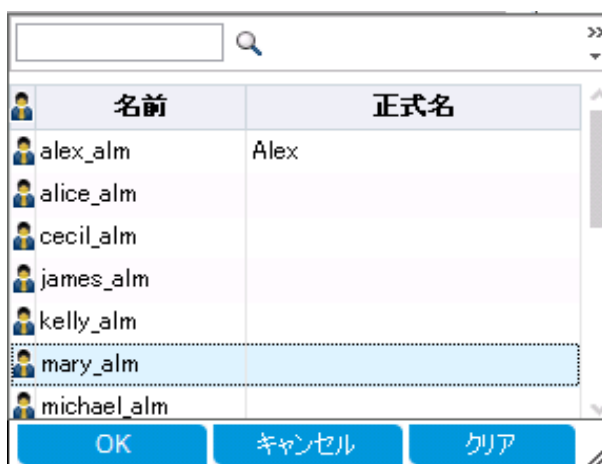 名前 正式名
alex_alm Alex
alice_alm
cecil_alm
james_alm
kelly_alm
mary_alm
michael_alm
OK キャンセル クリア